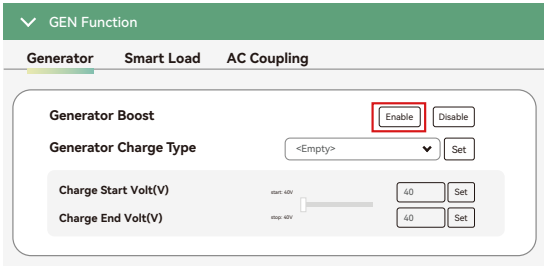 GEN Function
Generator Smart Load AC Coupling
Generator Boost Enable Disable
Generator Charge Type <Empty> Set
Charge Start Volt(V) start: 40V 40 Set
Charge End Volt(V) stop: 40V 40 Set